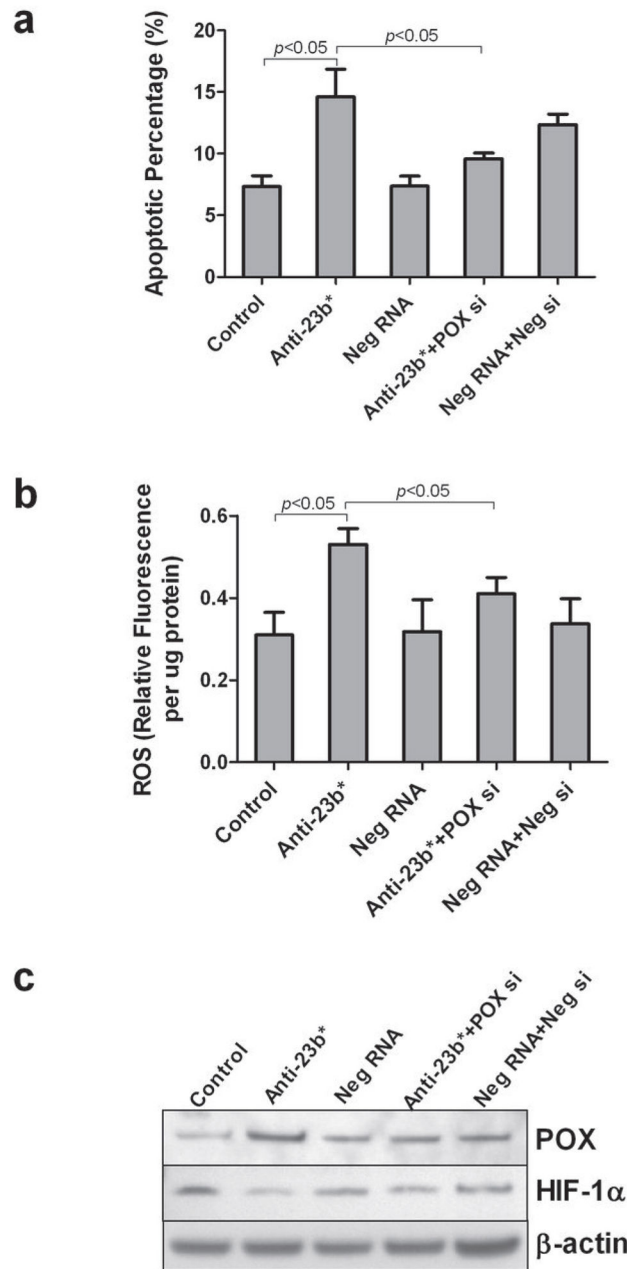 a
Apoptotic Percentage (%)
20
15
10
5
0
p<0.05
p<0.05
Control
Anti-23b*
Neg RNA
Anti-23b*+POX si
Neg RNA+Neg si
b
ROS (Relative Fluorescence
per ug protein)
0.6
0.4
0.2
0.0
p<0.05
p<0.05
Control
Anti-23b*
Neg RNA
Anti-23b*+POX si
Neg RNA+Neg si
c
Control
Anti-23b*
Neg RNA
Anti-23b*+POX si
Neg RNA+Neg si
POX
HIF-1α
β-actin